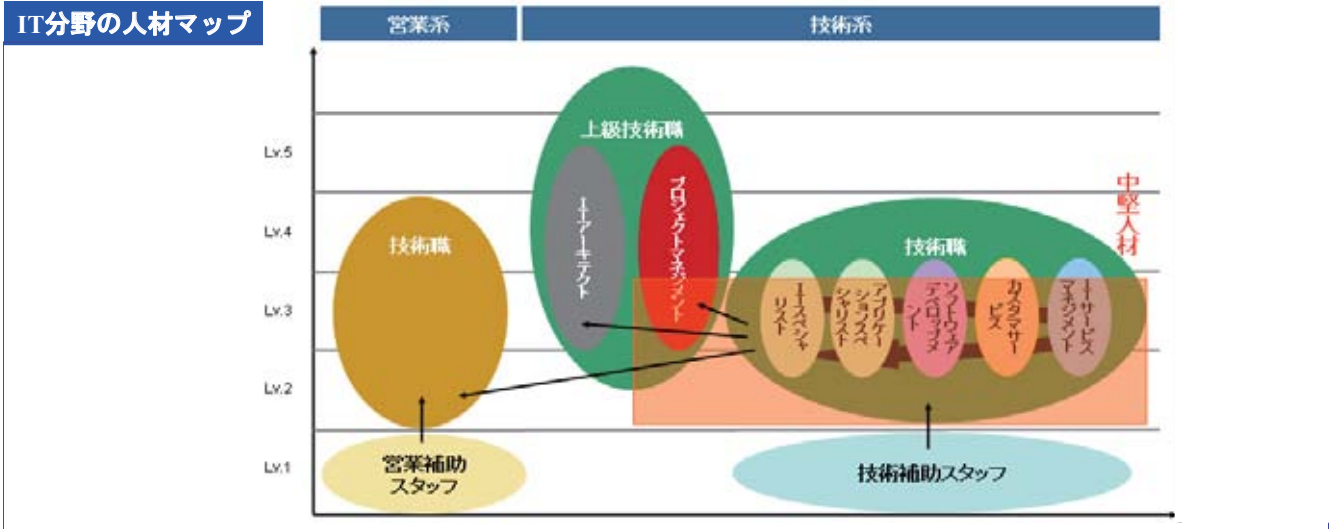 IT分野の人材マップ
営業系
技術系
Lv.5
Lv.4
Lv.3
Lv.2
Lv.1
上級技術職
ITアーキテクト
プロジェクトマネジメント
中堅人材
技術職
技術職
ITスペシャ
リスト
アプリケー
ションスペ
シャリスト
ソフトウェア
デベロップメ
ント
カスタマサー
ビス
ITサービス
マネジメント
営業補助
スタッフ
技術補助スタッフ